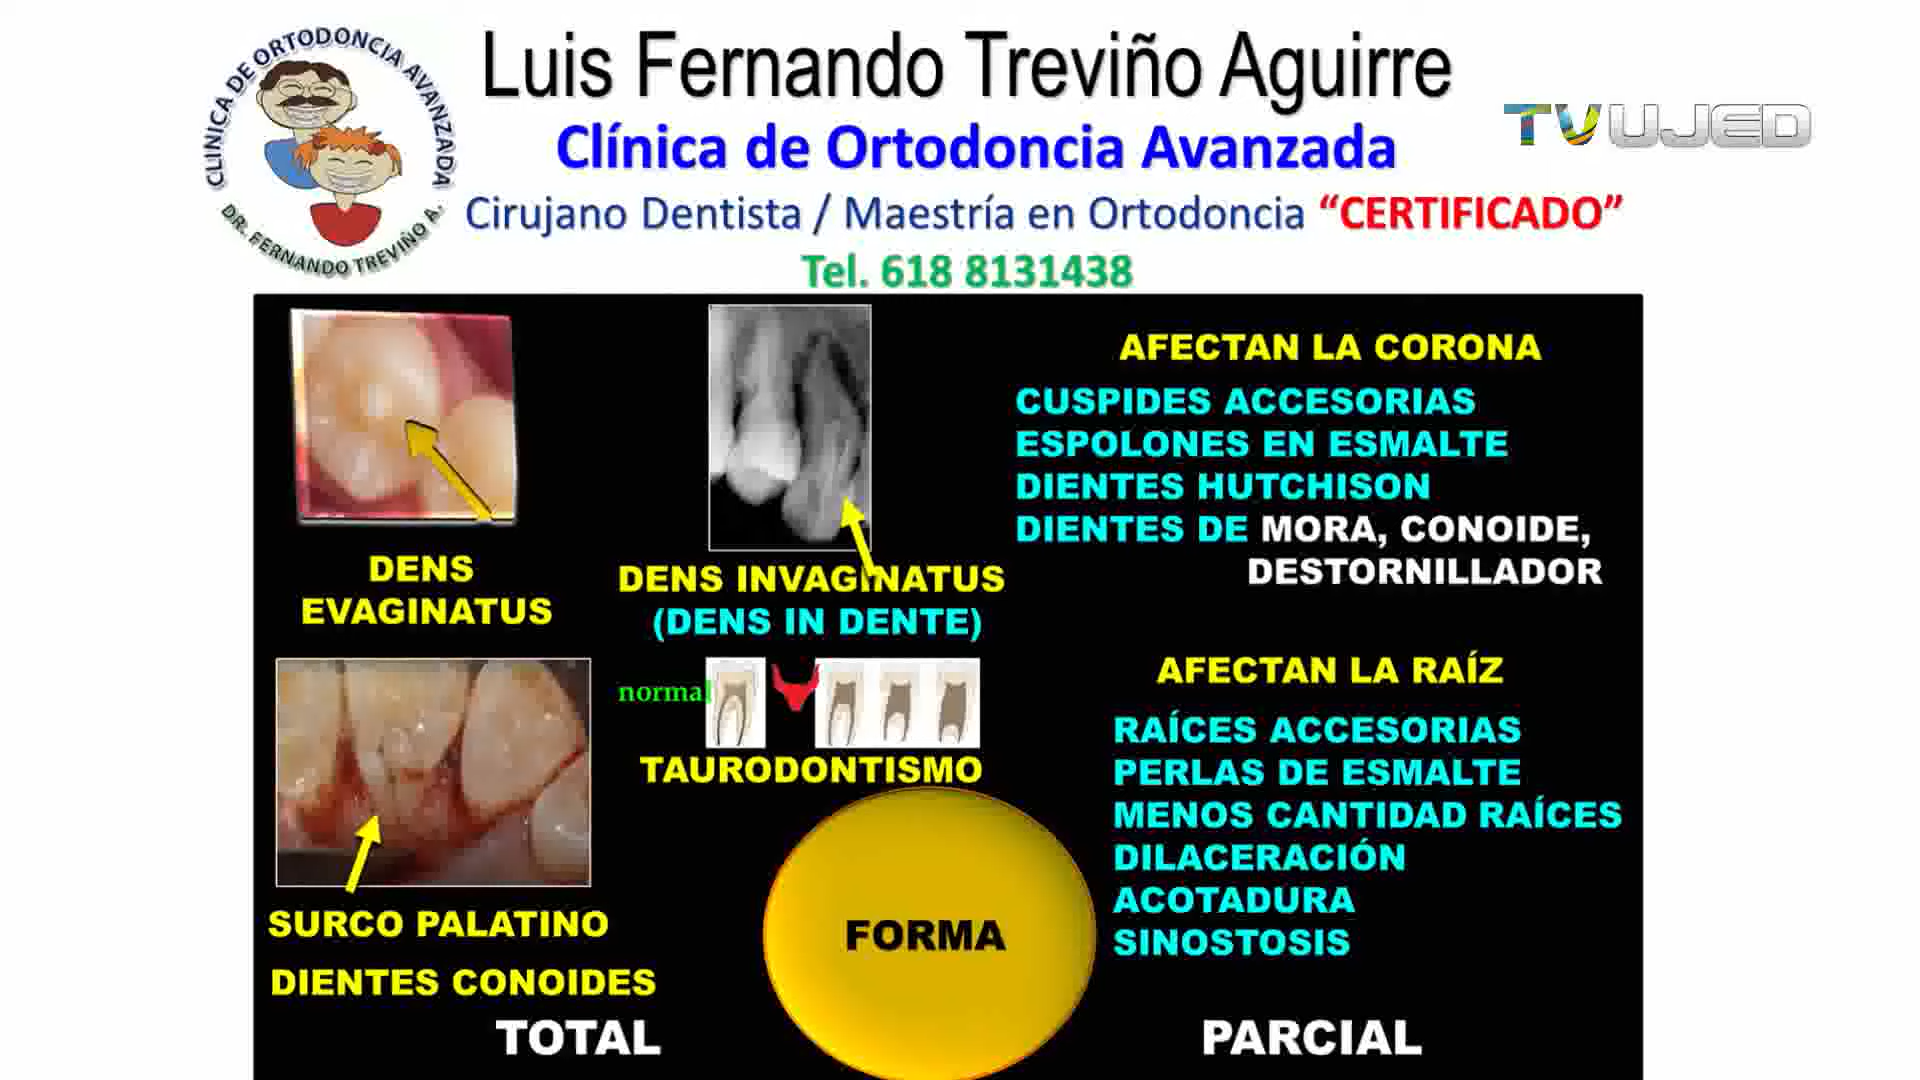 CLINICA DE ORTODONCIA AVANZADA
DR. FERNANDO TREVIÑO A.
Luis Fernando Treviño Aguirre
Clínica de Ortodoncia Avanzada
Cirujano Dentista / Maestría en Ortodoncia “CERTIFICADO”
Tel. 618 8131438
TVUJED
DENS
EVAGINATUS
DENS INVAGINATUS
(DENS IN DENTE)
normal
TAURODONTISMO
SURCO PALATINO
DIENTES CONOIDES
TOTAL
FORMA
AFECTAN LA CORONA
CUSPIDES ACCESORIAS
ESPOLONES EN ESMALTE
DIENTES HUTCHISON
DIENTES DE MORA, CONOIDE,
DESTORNILLADOR
AFECTAN LA RAÍZ
RAÍCES ACCESORIAS
PERLAS DE ESMALTE
MENOS CANTIDAD RAÍCES
DILACERACIÓN
ACOTADURA
SINOSTOSIS
PARCIAL